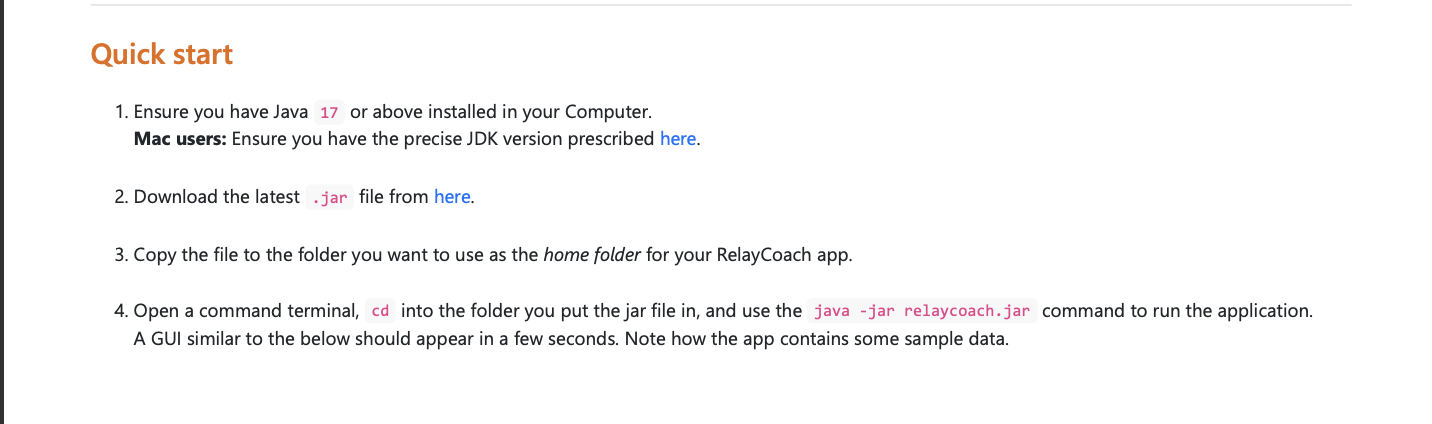 Quick start
1. Ensure you have Java 17 or above installed in your Computer.
Mac users: Ensure you have the precise JDK version prescribed here.
2. Download the latest .jar file from here.
3. Copy the file to the folder you want to use as the home folder for your RelayCoach app.
4. Open a command terminal, cd into the folder you put the jar file in, and use the java -jar relaycoach.jar command to run the application.
A GUI similar to the below should appear in a few seconds. Note how the app contains some sample data.